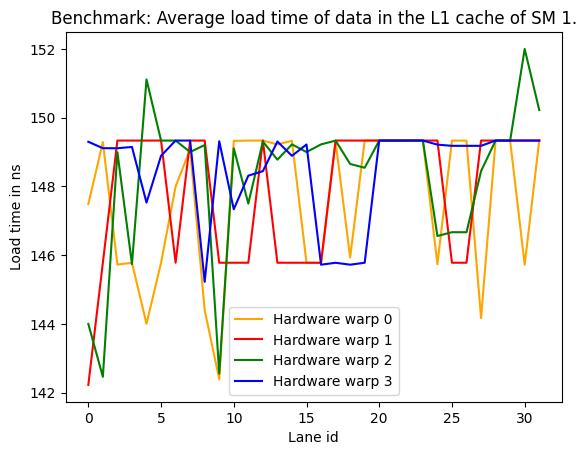 Benchmark: Average load time of data in the L1 cache of SM 1.
152
150
148
146
144
142
Load time in ns
Hardware warp 0
Hardware warp 1
Hardware warp 2
Hardware warp 3
0 5 10 15 20 25 30
Lane id